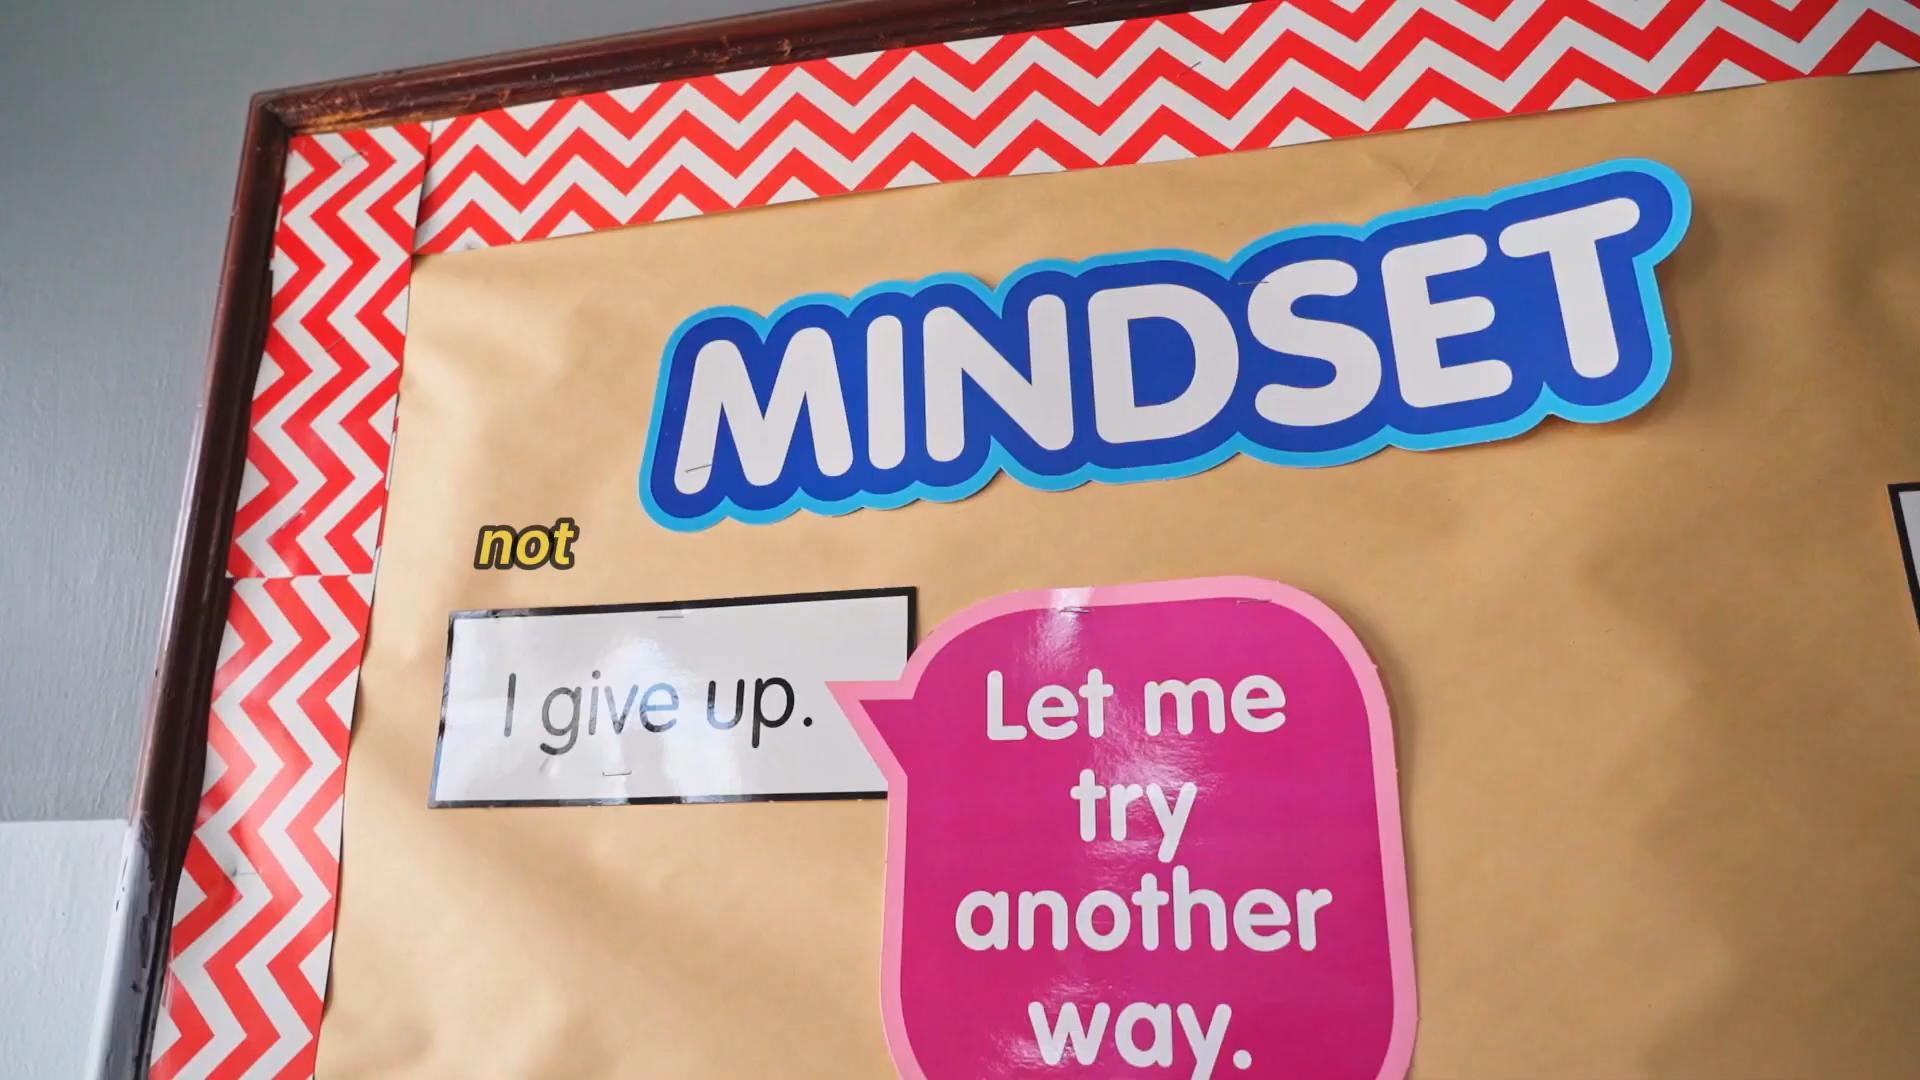 MINDSET
not
I give up.
Let me
try
another
way.